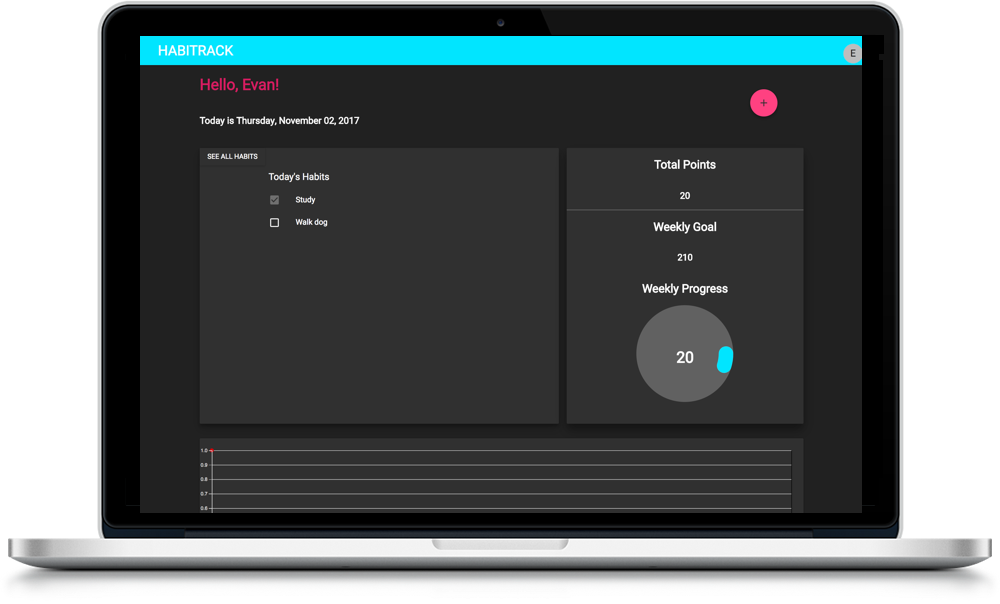 HABITRACK
E
Hello, Evan!
+
Today is Thursday, November 02, 2017
SEE ALL HABITS
Today's Habits
Study
Walk dog
Total Points
20
Weekly Goal
210
Weekly Progress
20
1.0
0.9
0.8
0.7
0.6